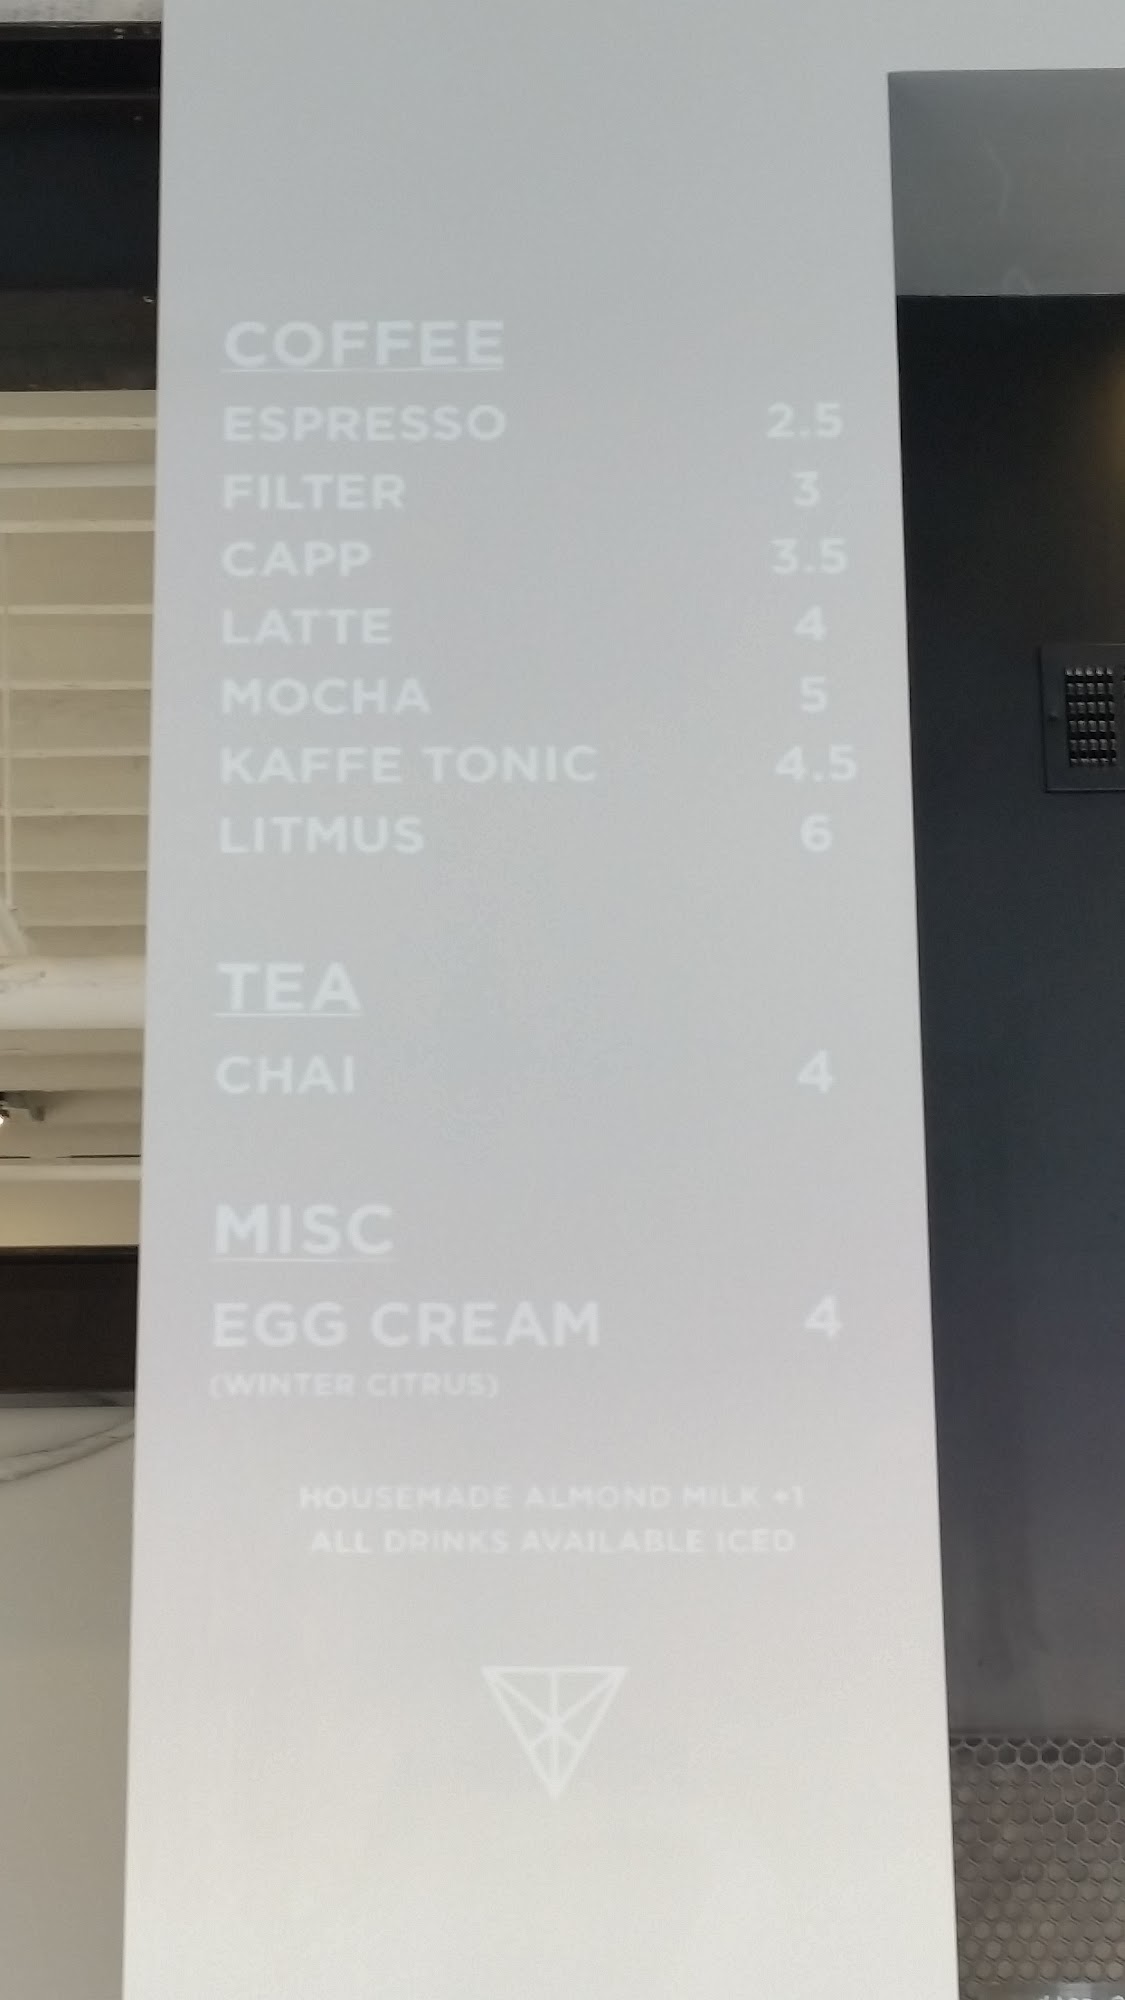 COFFEE
ESPRESSO 2.5
FILTER 3
CAPP 3.5
LATTE 4
MOCHA 5
KAFFE TONIC 4.5
LITMUS 6
TEA
CHAI 4
MISC
EGG CREAM 4
(WINTER CITRUS)
HOUSEMADE ALMOND MILK +1
ALL DRINKS AVAILABLE ICED